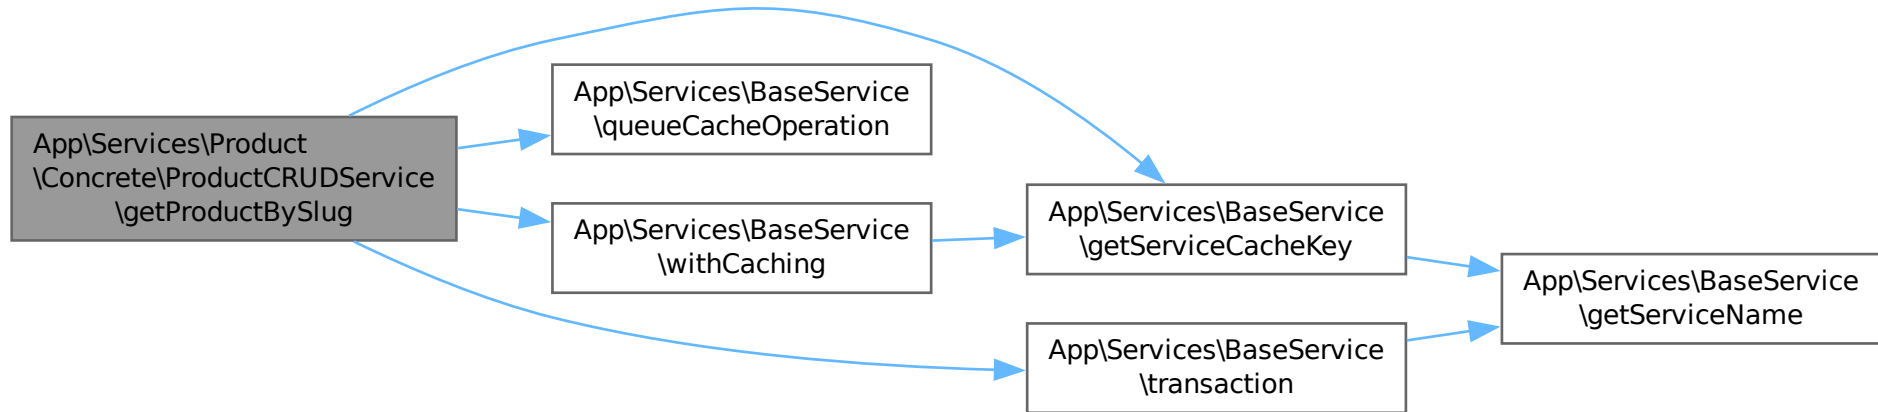 App\Services\Product
\Concrete\ProductCRUDService
\getProductBySlug
App\Services\BaseService
\queueCacheOperation
App\Services\BaseService
\withCaching
App\Services\BaseService
\getServiceCacheKey
App\Services\BaseService
\transaction
App\Services\BaseService
\getServiceName